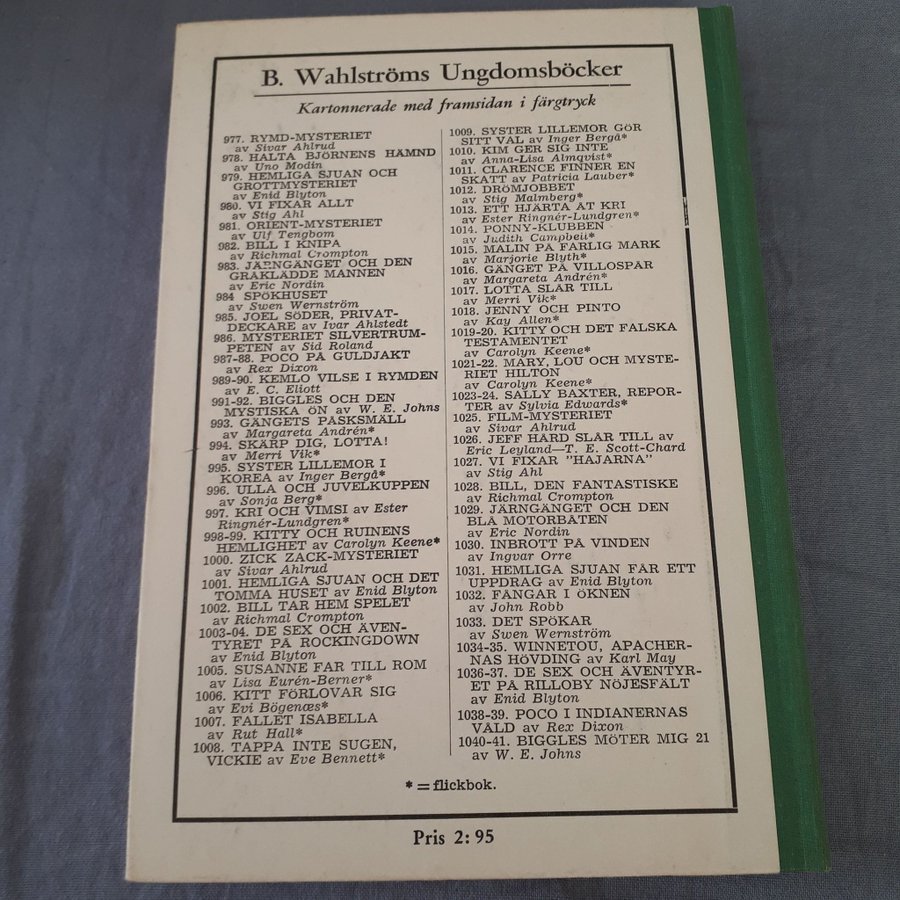 B. Wahlströms Ungdomsböcker
Kartonnerade med framsidan i färgtryck
977. RYMD-MYSTERIET
av Sivar Ahlrud
978. HALTA BJÖRNENS HÄMND
av Uno Modin
979. HEMLIGA SJUAN OCH
GROTTMYSTERIET
av Enid Blyton
980. VI FIXAR ALLT
av Stig Ahl
981. ORIENT-MYSTERIET
av Ulf Tengbom
982. BILL I KNIPA
av Richmal Crompton
983. JÄRNGÄNGET OCH DEN
GRÅKLÄDDE MANNEN
av Eric Nordin
984 SPÖKHUSET
av Swen Wernström
985. JOEL SÖDER, PRIVAT-
DECKARE av Ivar Ahlstedt
986. MYSTERIET SILVERTRUM-
PETEN av Sid Roland
987-88. POCO PÅ GULDJAKT
av Rex Dixon
989-90. KEMLO VILSE I RYMDEN
av E. C. Eliott
991-92. BIGGLES OCH DEN
MYSTISKA ÖN av W. E. Johns
993. GÄNGETS PÅSKSMÄLL
av Margareta Andrén*
994. SKÄRP DIG, LOTTA!
av Merri Vik*
995. SYSTER LILLEMOR I
KOREA av Inger Bergå*
996. ULLA OCH JUVELKUPPEN
av Sonja Berg*
997. KRI OCH VIMSI av Ester
Ringnér-Lundgren*
998-99. KITTY OCH RUINENS
HEMLIGHET av Carolyn Keene*
1000. ZICK ZACK-MYSTERIET
av Sivar Ahlrud
1001. HEMLIGA SJUAN OCH DET
TOMMA HUSET av Enid Blyton
1002. BILL TAR HEM SPELET
av Richmal Crompton
1003-04. DE SEX OCH ÄVEN-
TYRET PÅ ROCKINGDOWN
av Enid Blyton
1005. SUSANNE FAR TILL ROM
av Lisa Eurén-Berner*
1006. KITT FÖRLOVAR SIG
av Evi Bögenæs*
1007. FALLET ISABELLA
av Rut Hall*
1008. TAPPA INTE SUGEN,
VICKIE av Eve Bennett*
1009. SYSTER LILLEMOR GÖR
SITT VAL av Inger Bergå*
1010. KIM GER SIG INTE
av Anna-Lisa Almqvist*
1011. CLARENCE FINNER EN
SKATT av Patricia Lauber*
1012. DRÖMJOBBET
av Stig Malmberg*
1013. ETT HJÄRTA ÅT KRI
av Ester Ringnér-Lundgren*
1014. PONNY-KLUBBEN
av Judith Campbell*
1015. MALIN PÅ FARLIG MARK
av Marjorie Blyth*
1016. GÄNGET PÅ VILLOSPÅR
av Margareta Andrén*
1017. LOTTA SLÅR TILL
av Merri Vik*
1018. JENNY OCH PINTO
av Kay Allen*
1019-20. KITTY OCH DET FALSKA
TESTAMENTET
av Carolyn Keene*
1021-22. MARY, LOU OCH MYSTE-
RIET HILTON
av Carolyn Keene*
1023-24. SALLY BAXTER, REPOR-
TER av Sylvia Edwards*
1025. FILM-MYSTERIET
av Sivar Ahlrud
1026. JEFF HARD SLÅR TILL av
Eric Leyland—T. E. Scott-Chard
1027. VI FIXAR "HAJARNA"
av Stig Ahl
1028. BILL, DEN FANTASTISKE
av Richmal Crompton
1029. JÄRNGÄNGET OCH DEN
BLÅ MOTORBÅTEN
av Eric Nordin
1030. INBROTT PÅ VINDEN
av Ingvar Orre
1031. HEMLIGA SJUAN FÅR ETT
UPPDRAG av Enid Blyton
1032. FÅNGAR I ÖKNEN
av John Robb
1033. DET SPÖKAR
av Swen Wernström
1034-35. WINNETOU, APACHER-
NAS HÖVDING av Karl May
1036-37. DE SEX OCH ÄVENTYR-
ET PÅ RILLOBY NÖJESFÄLT
av Enid Blyton
1038-39. POCO I INDIANERNAS
VÅLD av Rex Dixon
1040-41. BIGGLES MÖTER MIG 21
av W. E. Johns
* = flickbok.
Pris 2: 95